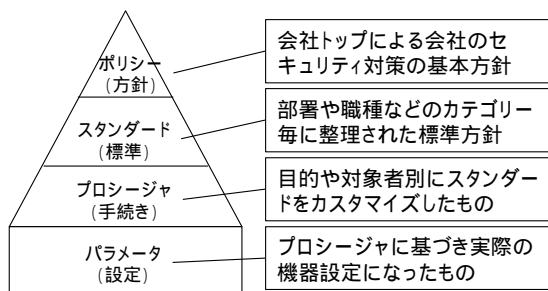 ポリシー
(方針)
会社トップによる会社のセ
キュリティ対策の基本方針
スタンダード
(標準)
部署や職種などのカテゴリー
毎に整理された標準方針
プロシージャ
(手続き)
目的や対象者別にスタンダー
ドをカスタマイズしたもの
パラメータ
(設定)
プロシージャに基づき実際の
機器設定になったもの